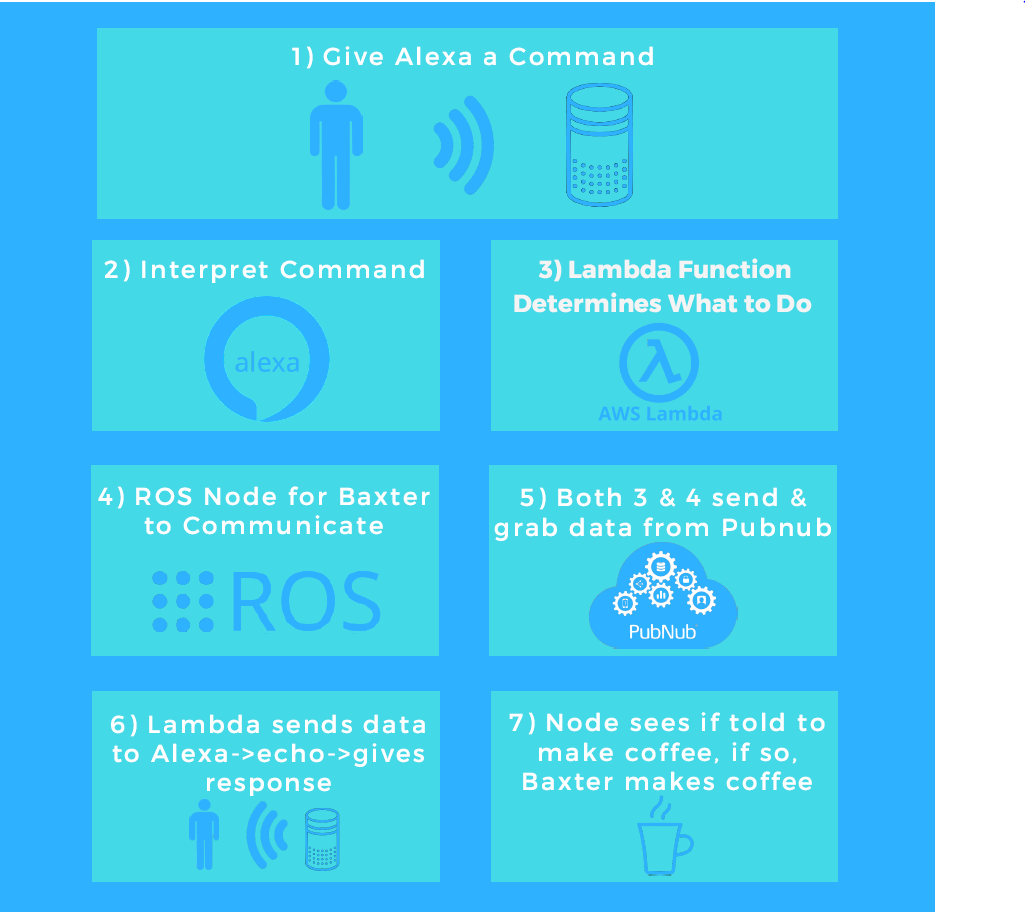 1) Give Alexa a Command
2) Interpret Command
alexa
3) Lambda Function
Determines What to Do
AWS Lambda
4) ROS Node for Baxter
to Communicate
ROS
5) Both 3 & 4 send &
grab data from Pubnub
PubNub
6) Lambda sends data
to Alexa->echo->gives
response
7) Node sees if told to
make coffee, if so,
Baxter makes coffee